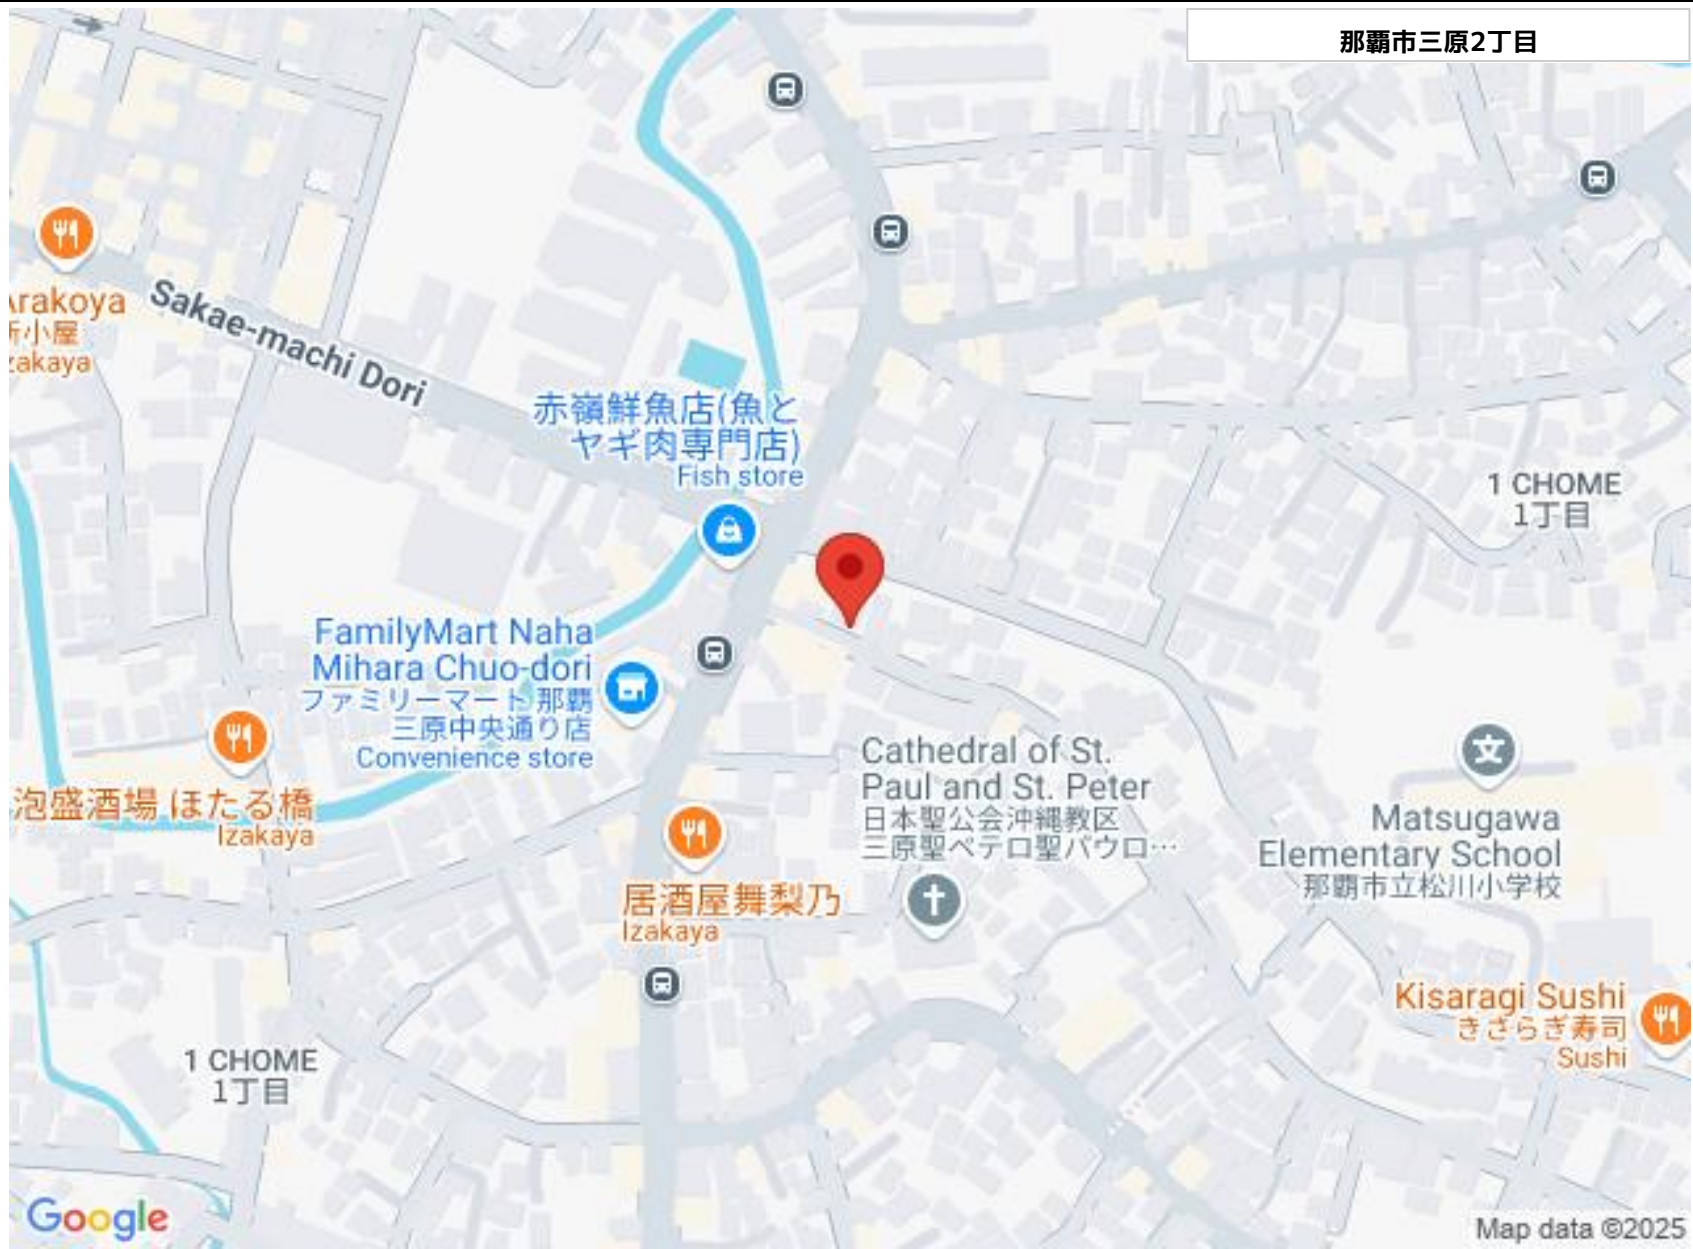 那覇市三原2丁目
Arakoya
新小屋
Izakaya
Sakae-machi Dori
赤嶺鮮魚店(魚と
ヤギ肉専門店)
Fish store
1 CHOME
1丁目
FamilyMart Naha
Mihara Chuo-dori
ファミリーマート 那覇
三原中央通り店
Convenience store
泡盛酒場 ほたる橋
Izakaya
Cathedral of St.
Paul and St. Peter
日本聖公会沖縄教区
三原聖ペテロ聖パウロ…
文
Matsugawa
Elementary School
那覇市立松川小学校
居酒屋舞梨乃
Izakaya
Kisaragi Sushi
きさらぎ寿司
Sushi
1 CHOME
1丁目
Google
Map data ©2025